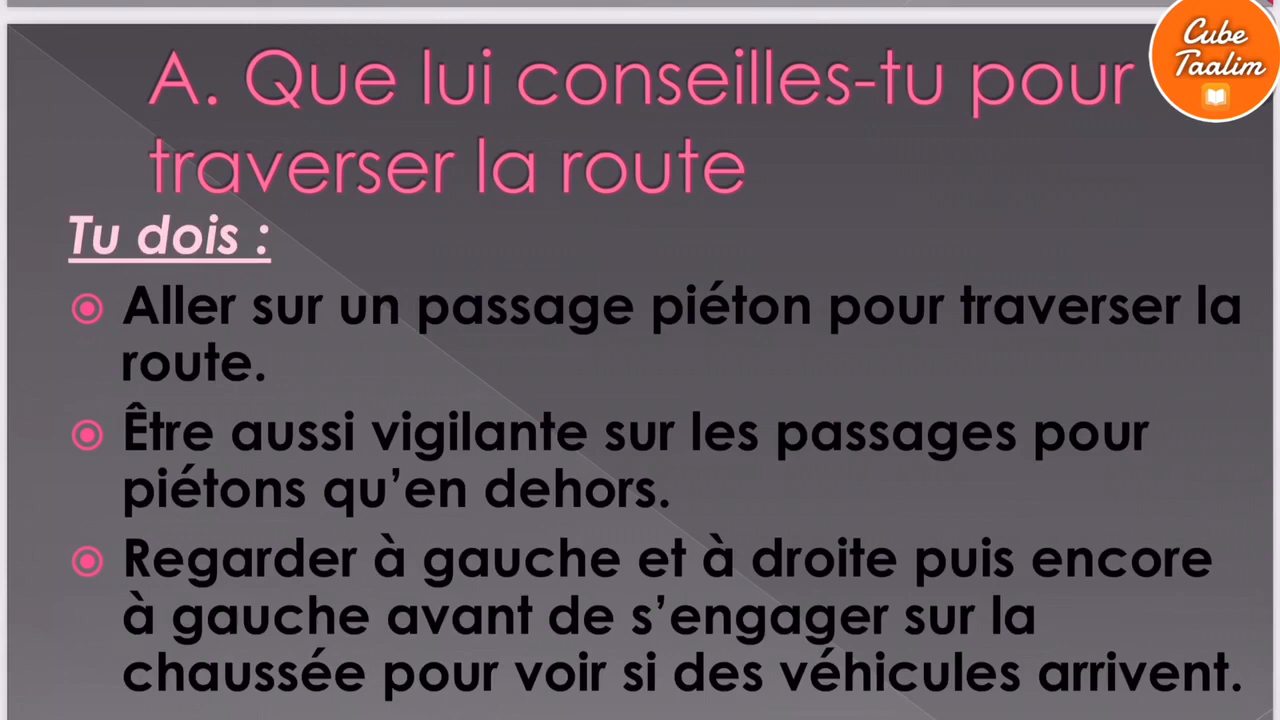 Cube
Taalim
A. Que lui conseilles-tu pour
traverser la route
Tu dois :
Aller sur un passage piéton pour traverser la
route.
Être aussi vigilante sur les passages pour
piétons qu’en dehors.
Regarder à gauche et à droite puis encore
à gauche avant de s’engager sur la
chaussée pour voir si des véhicules arrivent.